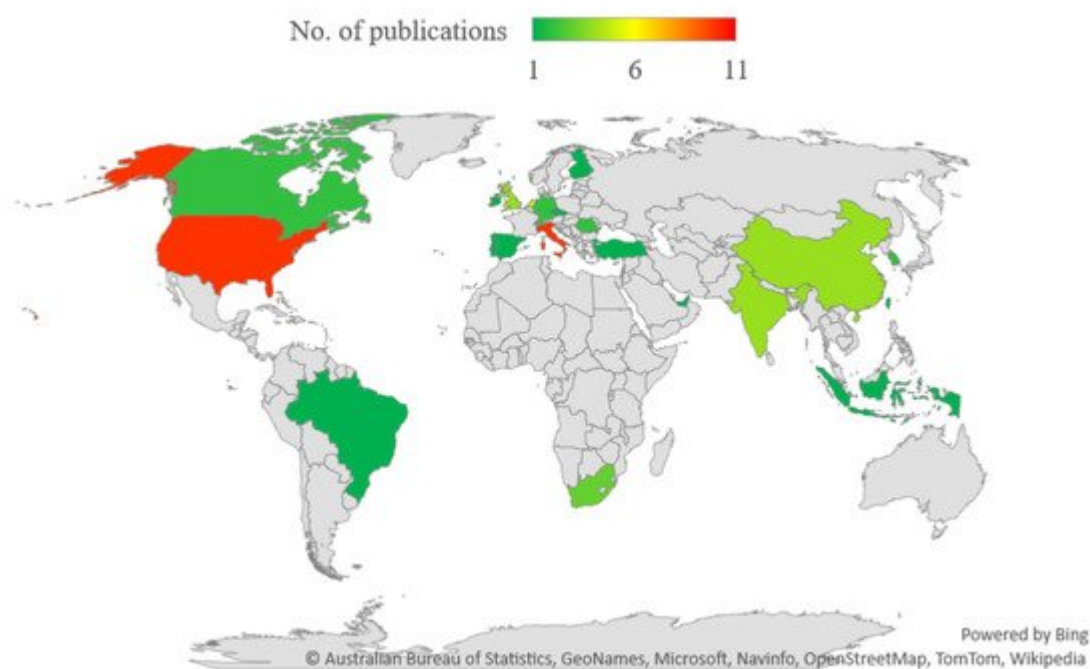 No. of publications
1 6 11
Powered by Bing
© Australian Bureau of Statistics, GeoNames, Microsoft, Navinfo, OpenStreetMap, TomTom, Wikipedia